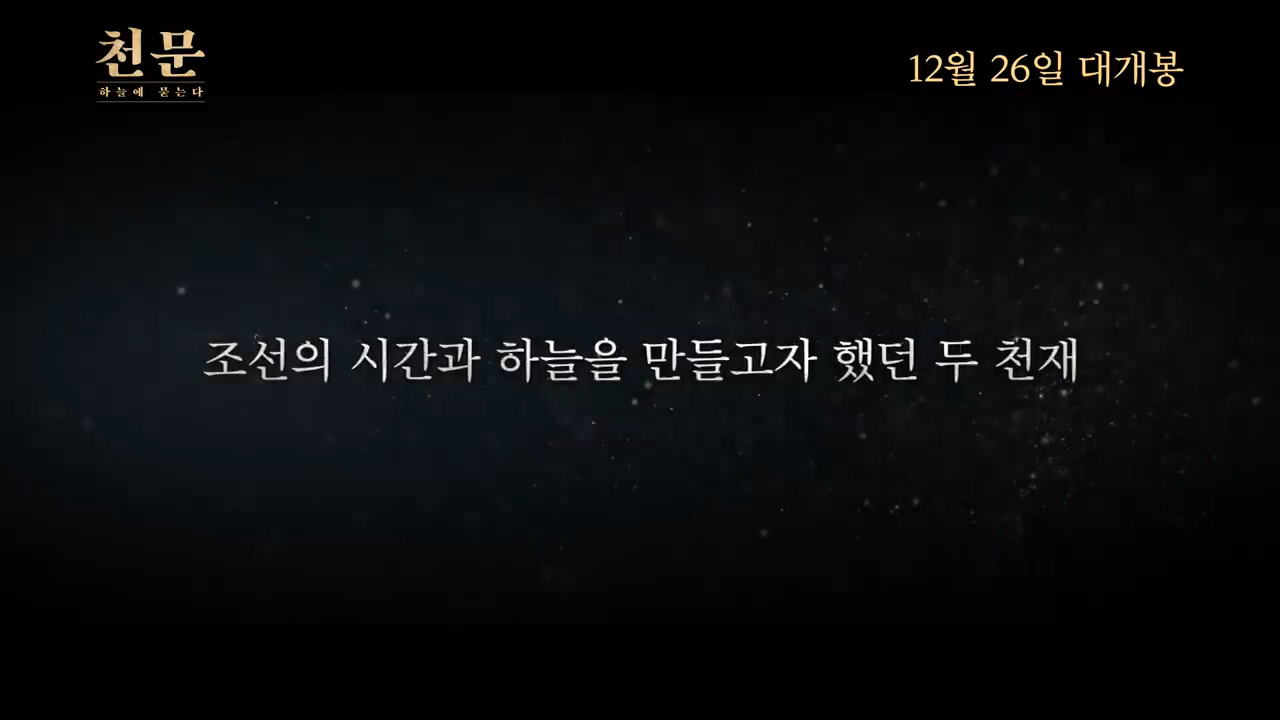 천문
하늘에 묻는다
12월 26일 대개봉
조선의 시간과 하늘을 만들고자 했던 두 천재